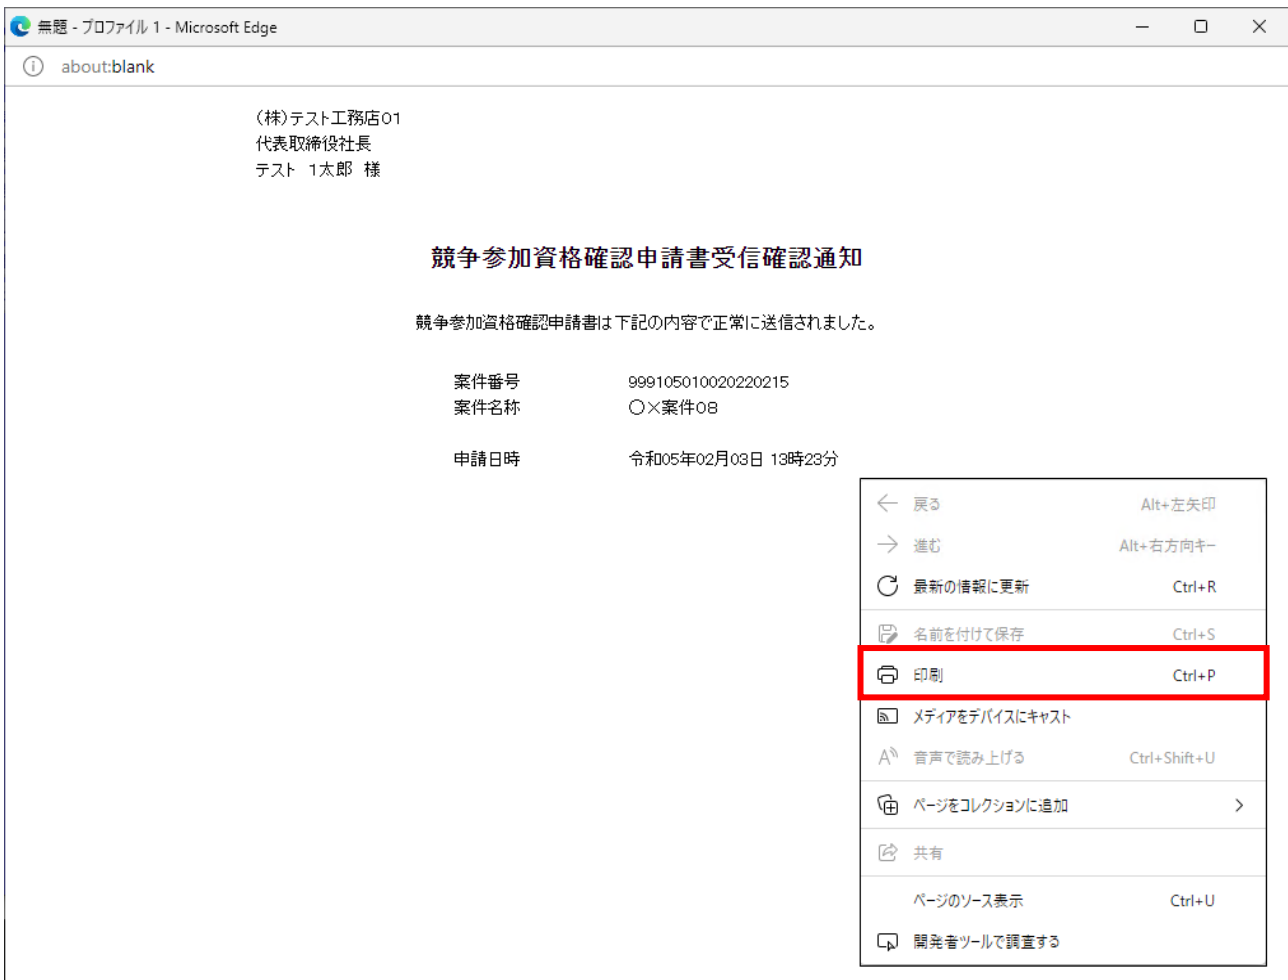 無題 - プロファイル 1 - Microsoft Edge
about:blank
(株)テスト工務店01
代表取締役社長
テスト 1太郎 様
競争参加資格確認申請書受信確認通知
競争参加資格確認申請書は下記の内容で正常に送信されました。
案件番号 999105010020220215
案件名称 〇×案件08
申請日時 令和05年02月03日 13時23分
戻る Alt+左矢印
進む Alt+右方向キー
最新の情報に更新 Ctrl+R
名前を付けて保存 Ctrl+S
印刷 Ctrl+P
メディアをデバイスにキャスト
音声で読み上げる Ctrl+Shift+U
ページをコレクションに追加
共有
ページのソース表示 Ctrl+U
開発者ツールで調査する